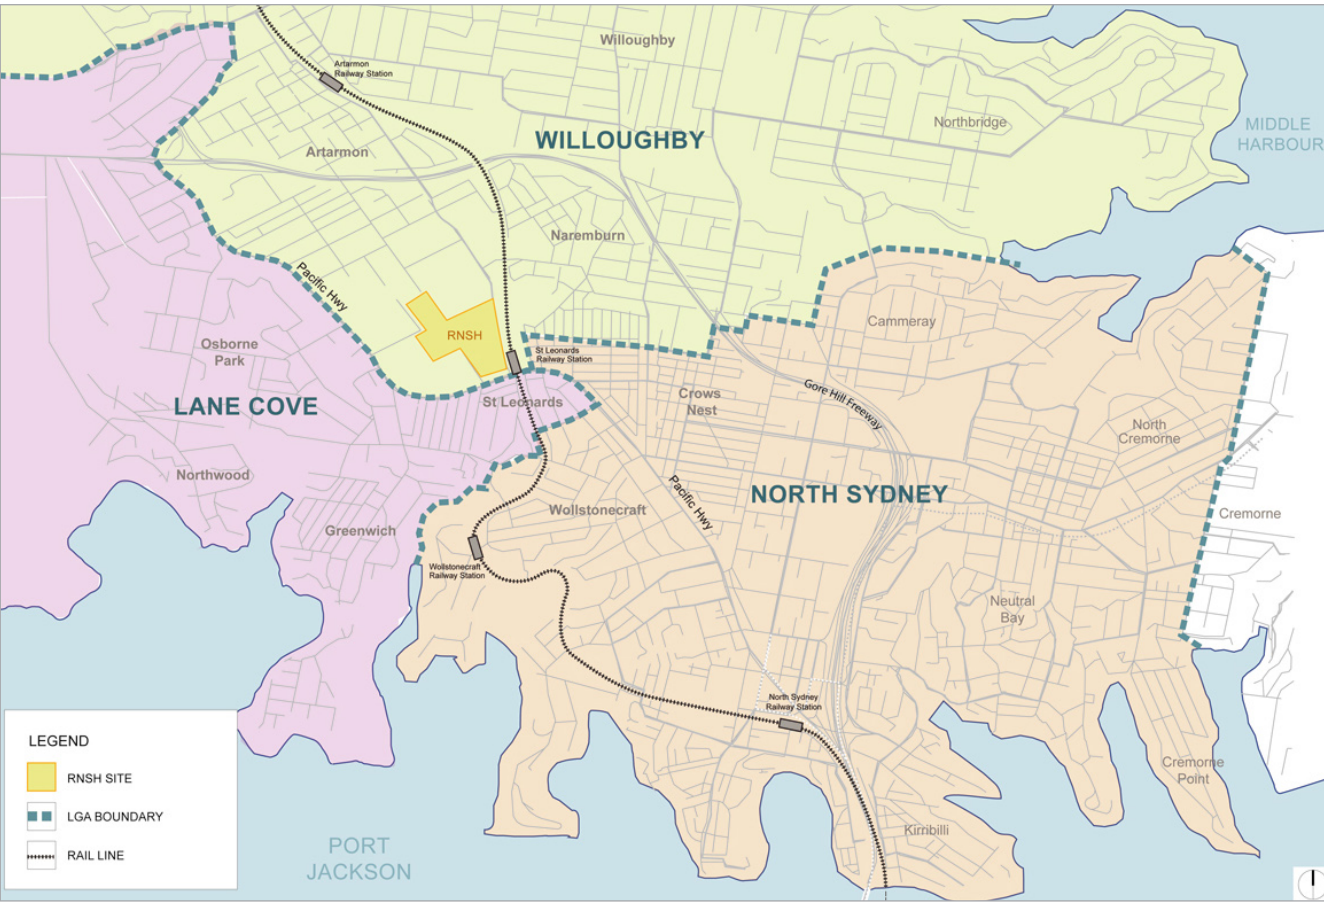 Willoughby
Artarmon
Railway Station
Northbridge
MIDDLE
HARBOUR
WILLOUGHBY
Artarmon
Naremburn
Pacific Hwy
RNSH
Cammeray
Osborne
Park
St Leonards
Railway Station
LANE COVE
St Leonards
Crows
Nest
Gore Hill Freeway
North
Cremorne
Northwood
Pacific Hwy
NORTH SYDNEY
Wollstonecraft
Cremorne
Greenwich
Wollstonecraft
Railway Station
Neutral
Bay
North Sydney
Railway Station
LEGEND
RNSH SITE
LGA BOUNDARY
RAIL LINE
Cremorne
Point
Kirribilli
PORT
JACKSON